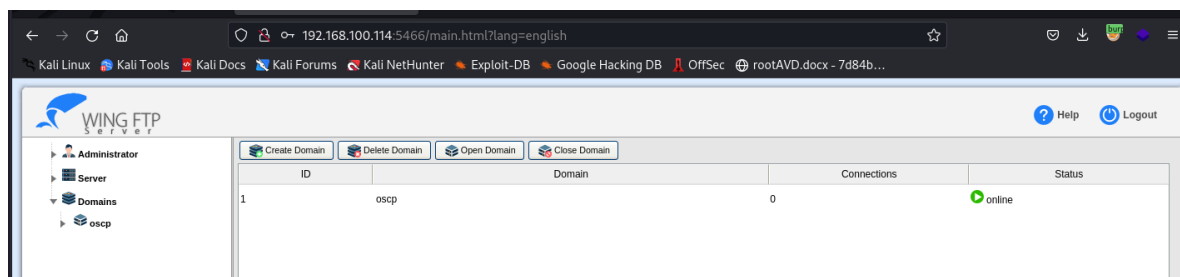 192.168.100.114:5466/main.html?lang=english
Kali Linux Kali Tools Kali Docs Kali Forums Kali NetHunter Exploit-DB Google Hacking DB OffSec rootAVD.docx - 7d84b...
WING FTP
Server
Help Logout
Administrator
Server
Domains
oscp
Create Domain Delete Domain Open Domain Close Domain
ID Domain Connections Status
1 oscp 0 online